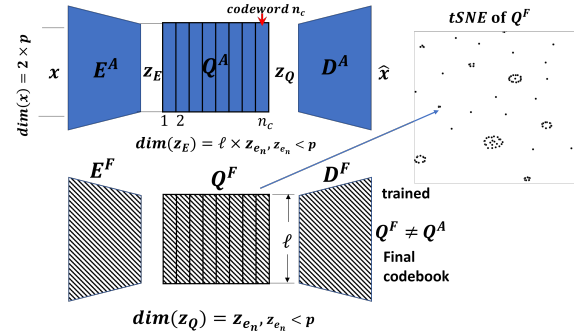 codeword n_c
tSNE of Q^F
dim(x) = 2 × p
x
E^A
z_E
Q^A
z_Q
D^A
x̂
1 2 n_c
dim(z_E) = ℓ × z_{e_n}, z_{e_n} < p
E^F
Q^F
D^F
trained
ℓ
Q^F ≠ Q^A
Final
codebook
dim(z_Q) = z_{e_n}, z_{e_n} < p